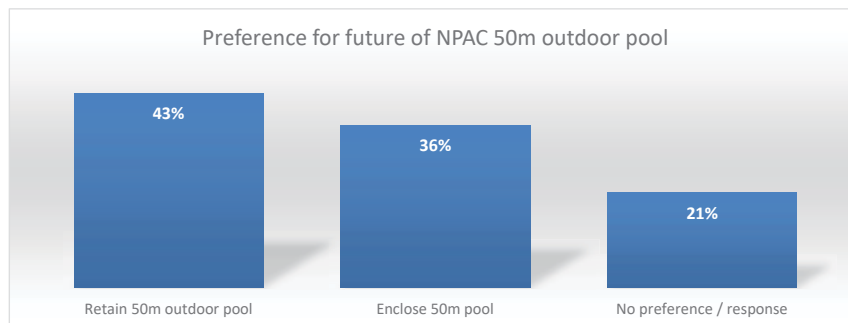 Preference for future of NPAC 50m outdoor pool
43%
36%
21%
Retain 50m outdoor pool
Enclose 50m pool
No preference / response